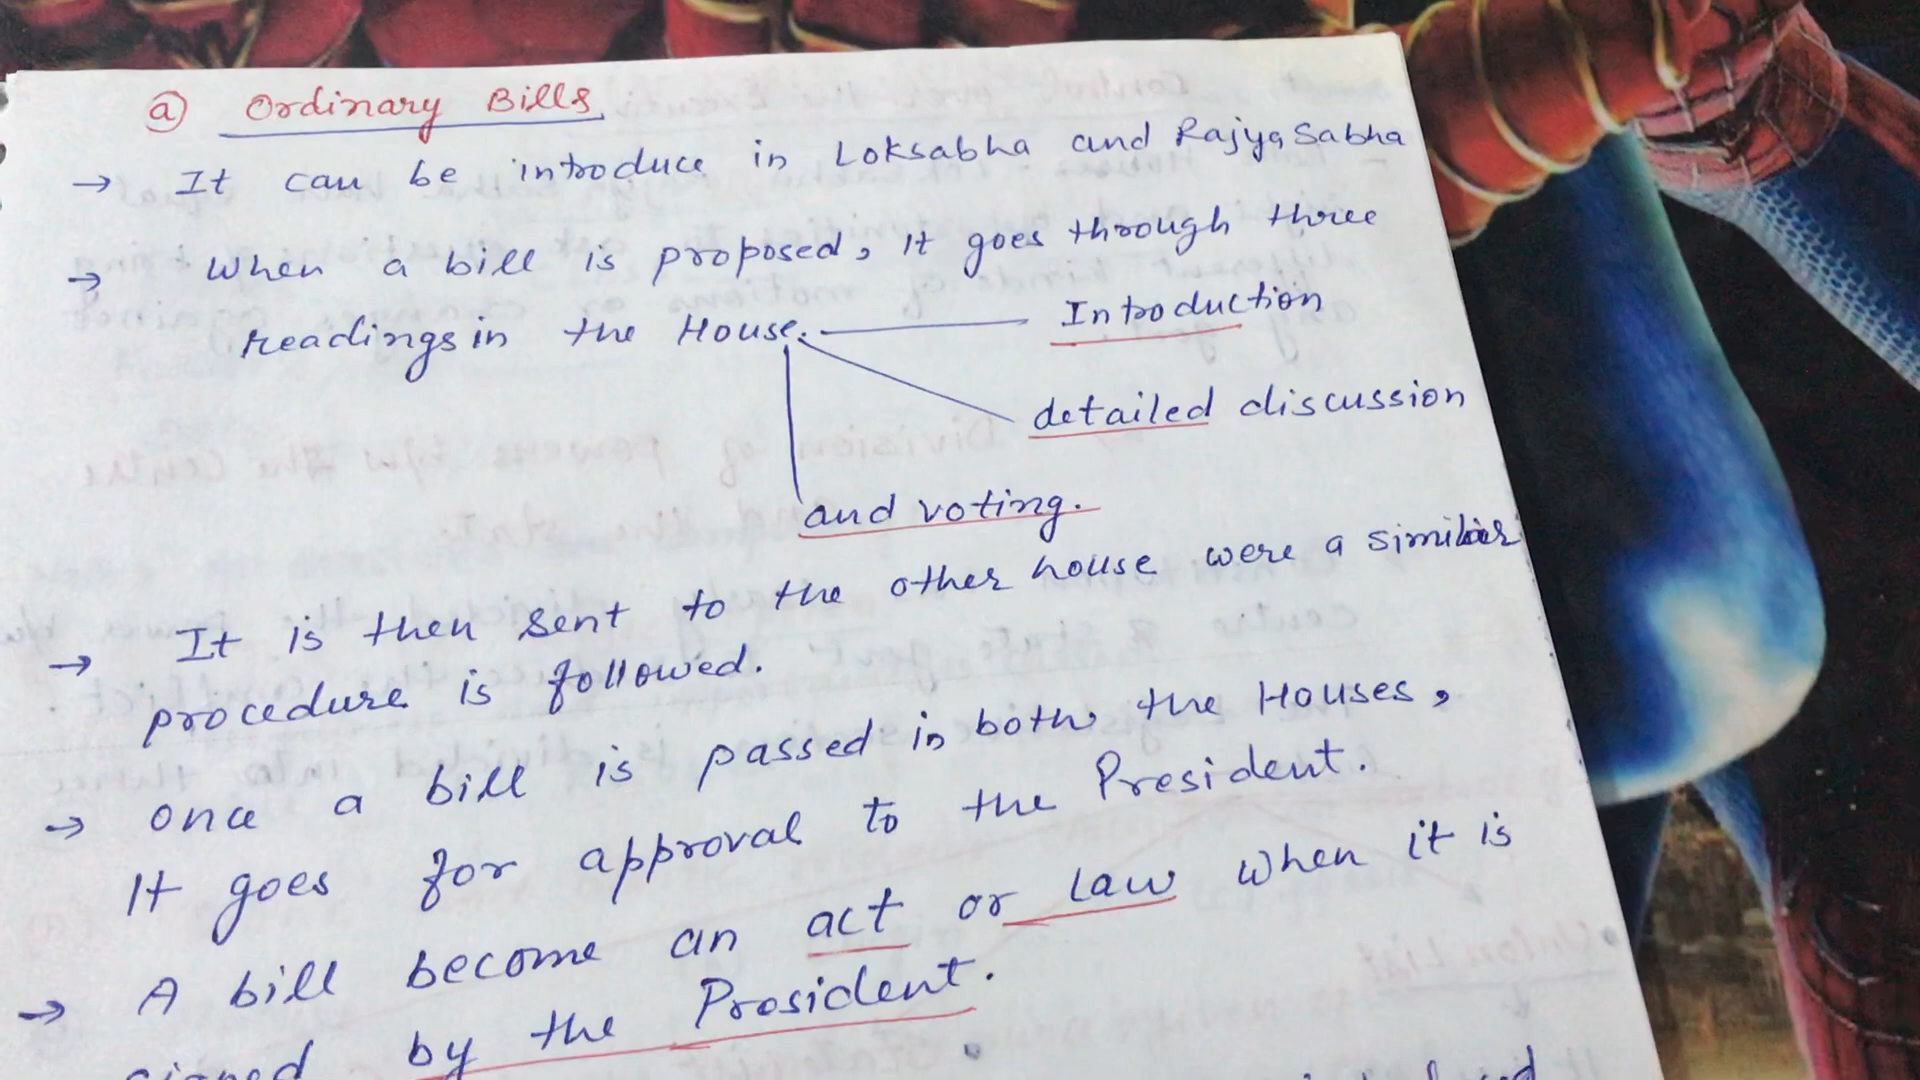 a) Ordinary Bills
→ It can be introduce in Loksabha and Rajya Sabha
→ When a bill is proposed, it goes through three
readings in the House. Introduction
detailed discussion
and voting.
→ It is then sent to the other house were a similar
procedure is followed.
→ once a bill is passed in both the Houses,
It goes for approval to the President.
→ A bill become an act or law when it is
signed by the President.